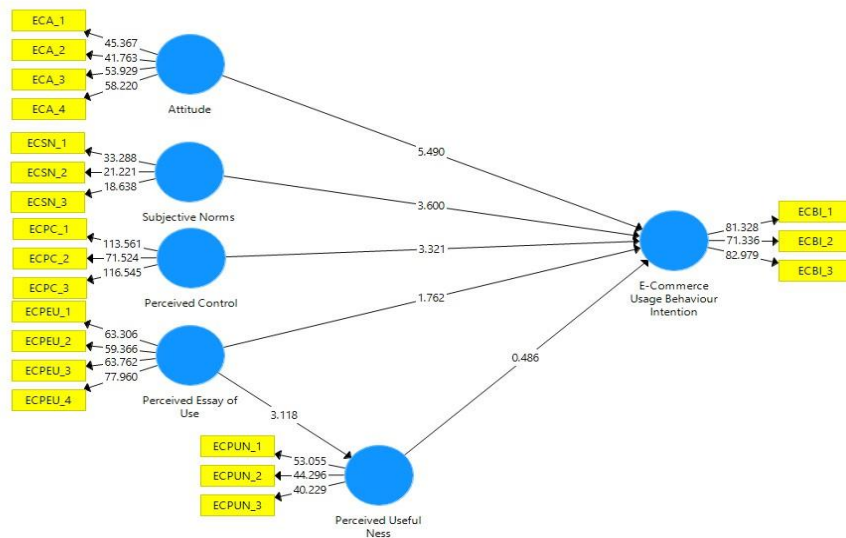 ECA_1
ECA_2
ECA_3
ECA_4
45.367
41.763
53.929
58.220
Attitude
5.490
ECSN_1
ECSN_2
ECSN_3
33.288
21.221
18.638
Subjective Norms
3.600
ECPC_1
ECPC_2
ECPC_3
113.561
71.524
116.545
Perceived Control
3.321
ECPEU_1
ECPEU_2
ECPEU_3
ECPEU_4
63.306
59.366
63.762
77.960
Perceived Essay of
Use
1.762
3.118
ECPUN_1
ECPUN_2
ECPUN_3
53.055
44.296
40.229
Perceived Useful
Ness
0.486
E-Commerce
Usage Behaviour
Intention
81.328
71.336
82.979
ECBI_1
ECBI_2
ECBI_3